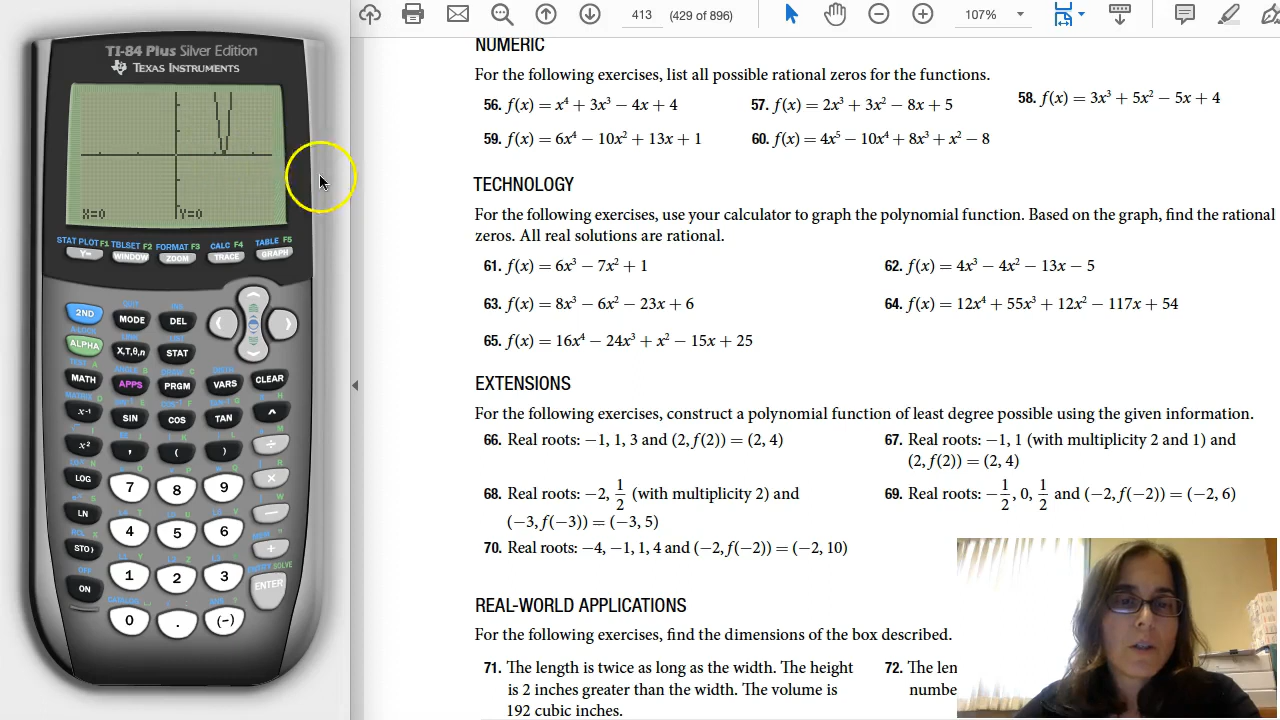 413 (429 of 896) 107%
TI-84 Plus Silver Edition
TEXAS INSTRUMENTS
X=0 Y=0
STAT PLOT F1 TBLSET F2 FORMAT F3 CALC F4 TABLE F5
Y= WINDOW ZOOM TRACE GRAPH
2ND MODE DEL
ALPHA X,T,θ,n STAT
MATH APPS PRGM VARS CLEAR
x⁻¹ SIN COS TAN ^
x² , ( ) ÷
LOG 7 8 9 ×
LN 4 5 6 −
STO› 1 2 3 +
ON 0 . (−) ENTER
NUMERIC
For the following exercises, list all possible rational zeros for the functions.
56. f(x) = x⁴ + 3x³ − 4x + 4 57. f(x) = 2x³ + 3x² − 8x + 5 58. f(x) = 3x³ + 5x² − 5x + 4
59. f(x) = 6x⁴ − 10x² + 13x + 1 60. f(x) = 4x⁵ − 10x⁴ + 8x³ + x² − 8
TECHNOLOGY
For the following exercises, use your calculator to graph the polynomial function. Based on the graph, find the rational
zeros. All real solutions are rational.
61. f(x) = 6x³ − 7x² + 1 62. f(x) = 4x³ − 4x² − 13x − 5
63. f(x) = 8x³ − 6x² − 23x + 6 64. f(x) = 12x⁴ + 55x³ + 12x² − 117x + 54
65. f(x) = 16x⁴ − 24x³ + x² − 15x + 25
EXTENSIONS
For the following exercises, construct a polynomial function of least degree possible using the given information.
66. Real roots: −1, 1, 3 and (2, f(2)) = (2, 4) 67. Real roots: −1, 1 (with multiplicity 2 and 1) and
(2, f(2)) = (2, 4)
68. Real roots: −2, 1/2 (with multiplicity 2) and 69. Real roots: −1/2, 0, 1/2 and (−2, f(−2)) = (−2, 6)
(−3, f(−3)) = (−3, 5)
70. Real roots: −4, −1, 1, 4 and (−2, f(−2)) = (−2, 10)
REAL-WORLD APPLICATIONS
For the following exercises, find the dimensions of the box described.
71. The length is twice as long as the width. The height 72. The len
is 2 inches greater than the width. The volume is numbe
192 cubic inches.